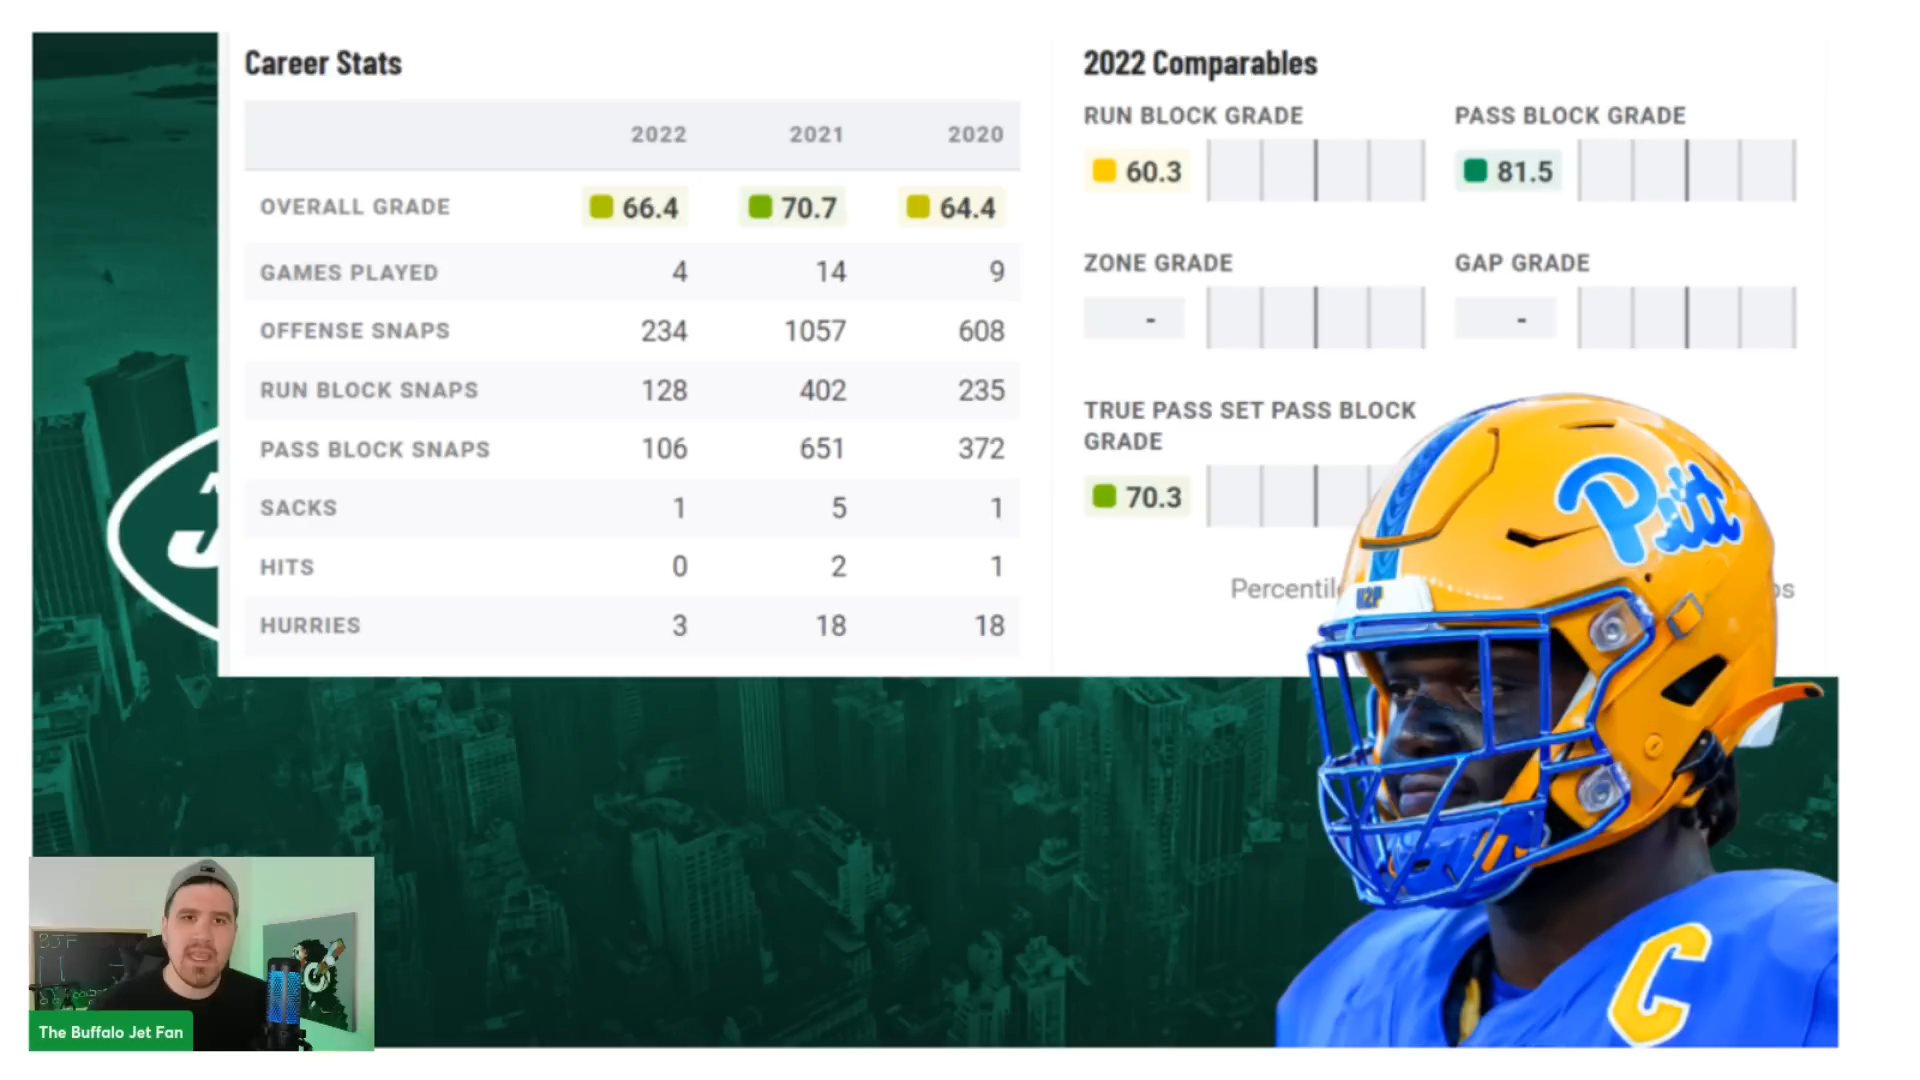 Career Stats
2022 2021 2020
OVERALL GRADE 66.4 70.7 64.4
GAMES PLAYED 4 14 9
OFFENSE SNAPS 234 1057 608
RUN BLOCK SNAPS 128 402 235
PASS BLOCK SNAPS 106 651 372
SACKS 1 5 1
HITS 0 2 1
HURRIES 3 18 18
2022 Comparables
RUN BLOCK GRADE
60.3
PASS BLOCK GRADE
81.5
ZONE GRADE
-
GAP GRADE
-
TRUE PASS SET PASS BLOCK
GRADE
70.3
Pitt
H2P
C
BJF
The Buffalo Jet Fan